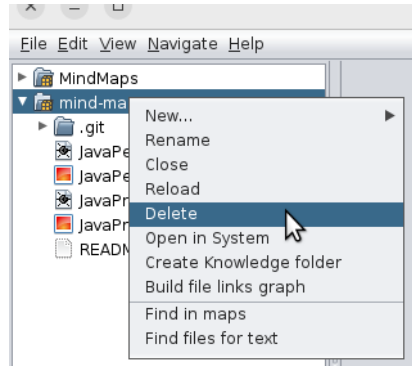 File Edit View Navigate Help
MindMaps
mind-ma
New...
.git
Rename
JavaPe
Close
JavaPe
Reload
JavaPr
Delete
JavaPr
Open in System
READM
Create Knowledge folder
Build file links graph
Find in maps
Find files for text